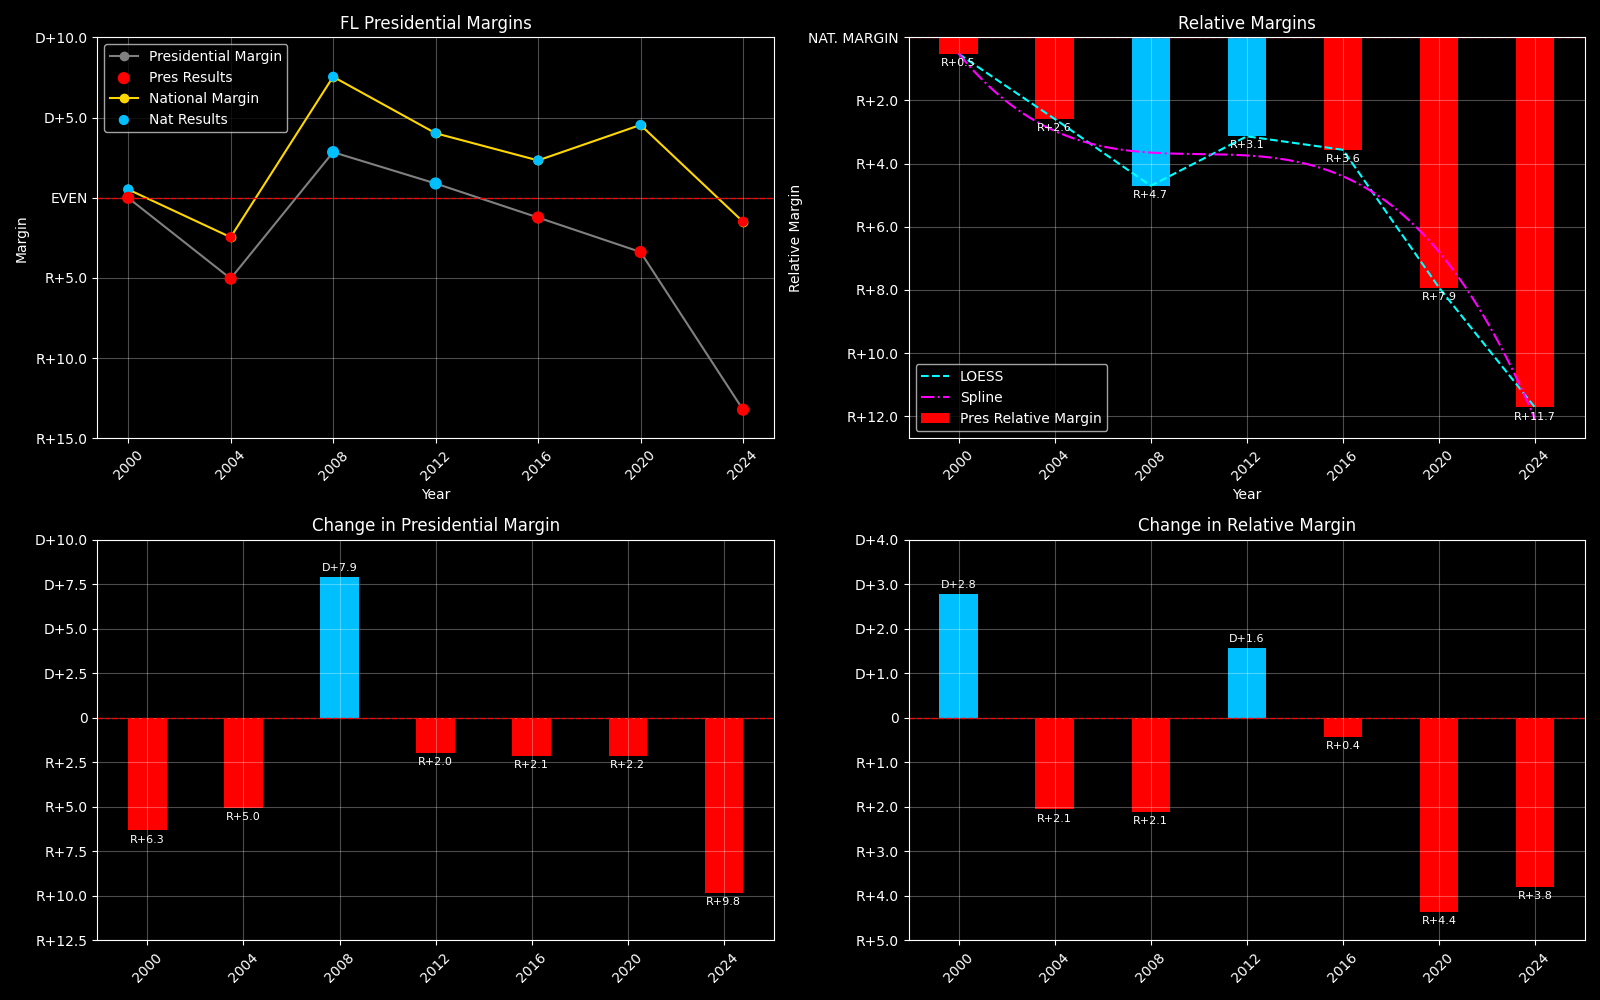 FL Presidential Margins
D+10.0
D+5.0
EVEN
R+5.0
R+10.0
R+15.0
Margin
Presidential Margin
Pres Results
National Margin
Nat Results
2000
2004
2008
2012
2016
2020
2024
Year
Relative Margins
NAT. MARGIN
R+2.0
R+4.0
R+6.0
R+8.0
R+10.0
R+12.0
Relative Margin
R+0.5
R+2.6
R+4.7
R+3.1
R+3.6
R+7.9
R+11.7
LOESS
Spline
Pres Relative Margin
2000
2004
2008
2012
2016
2020
2024
Year
Change in Presidential Margin
D+10.0
D+7.5
D+5.0
D+2.5
0
R+2.5
R+5.0
R+7.5
R+10.0
R+12.5
R+6.3
R+5.0
D+7.9
R+2.0
R+2.1
R+2.2
R+9.8
2000
2004
2008
2012
2016
2020
2024
Change in Relative Margin
D+4.0
D+3.0
D+2.0
D+1.0
0
R+1.0
R+2.0
R+3.0
R+4.0
R+5.0
D+2.8
R+2.1
R+2.1
D+1.6
R+0.4
R+4.4
R+3.8
2000
2004
2008
2012
2016
2020
2024